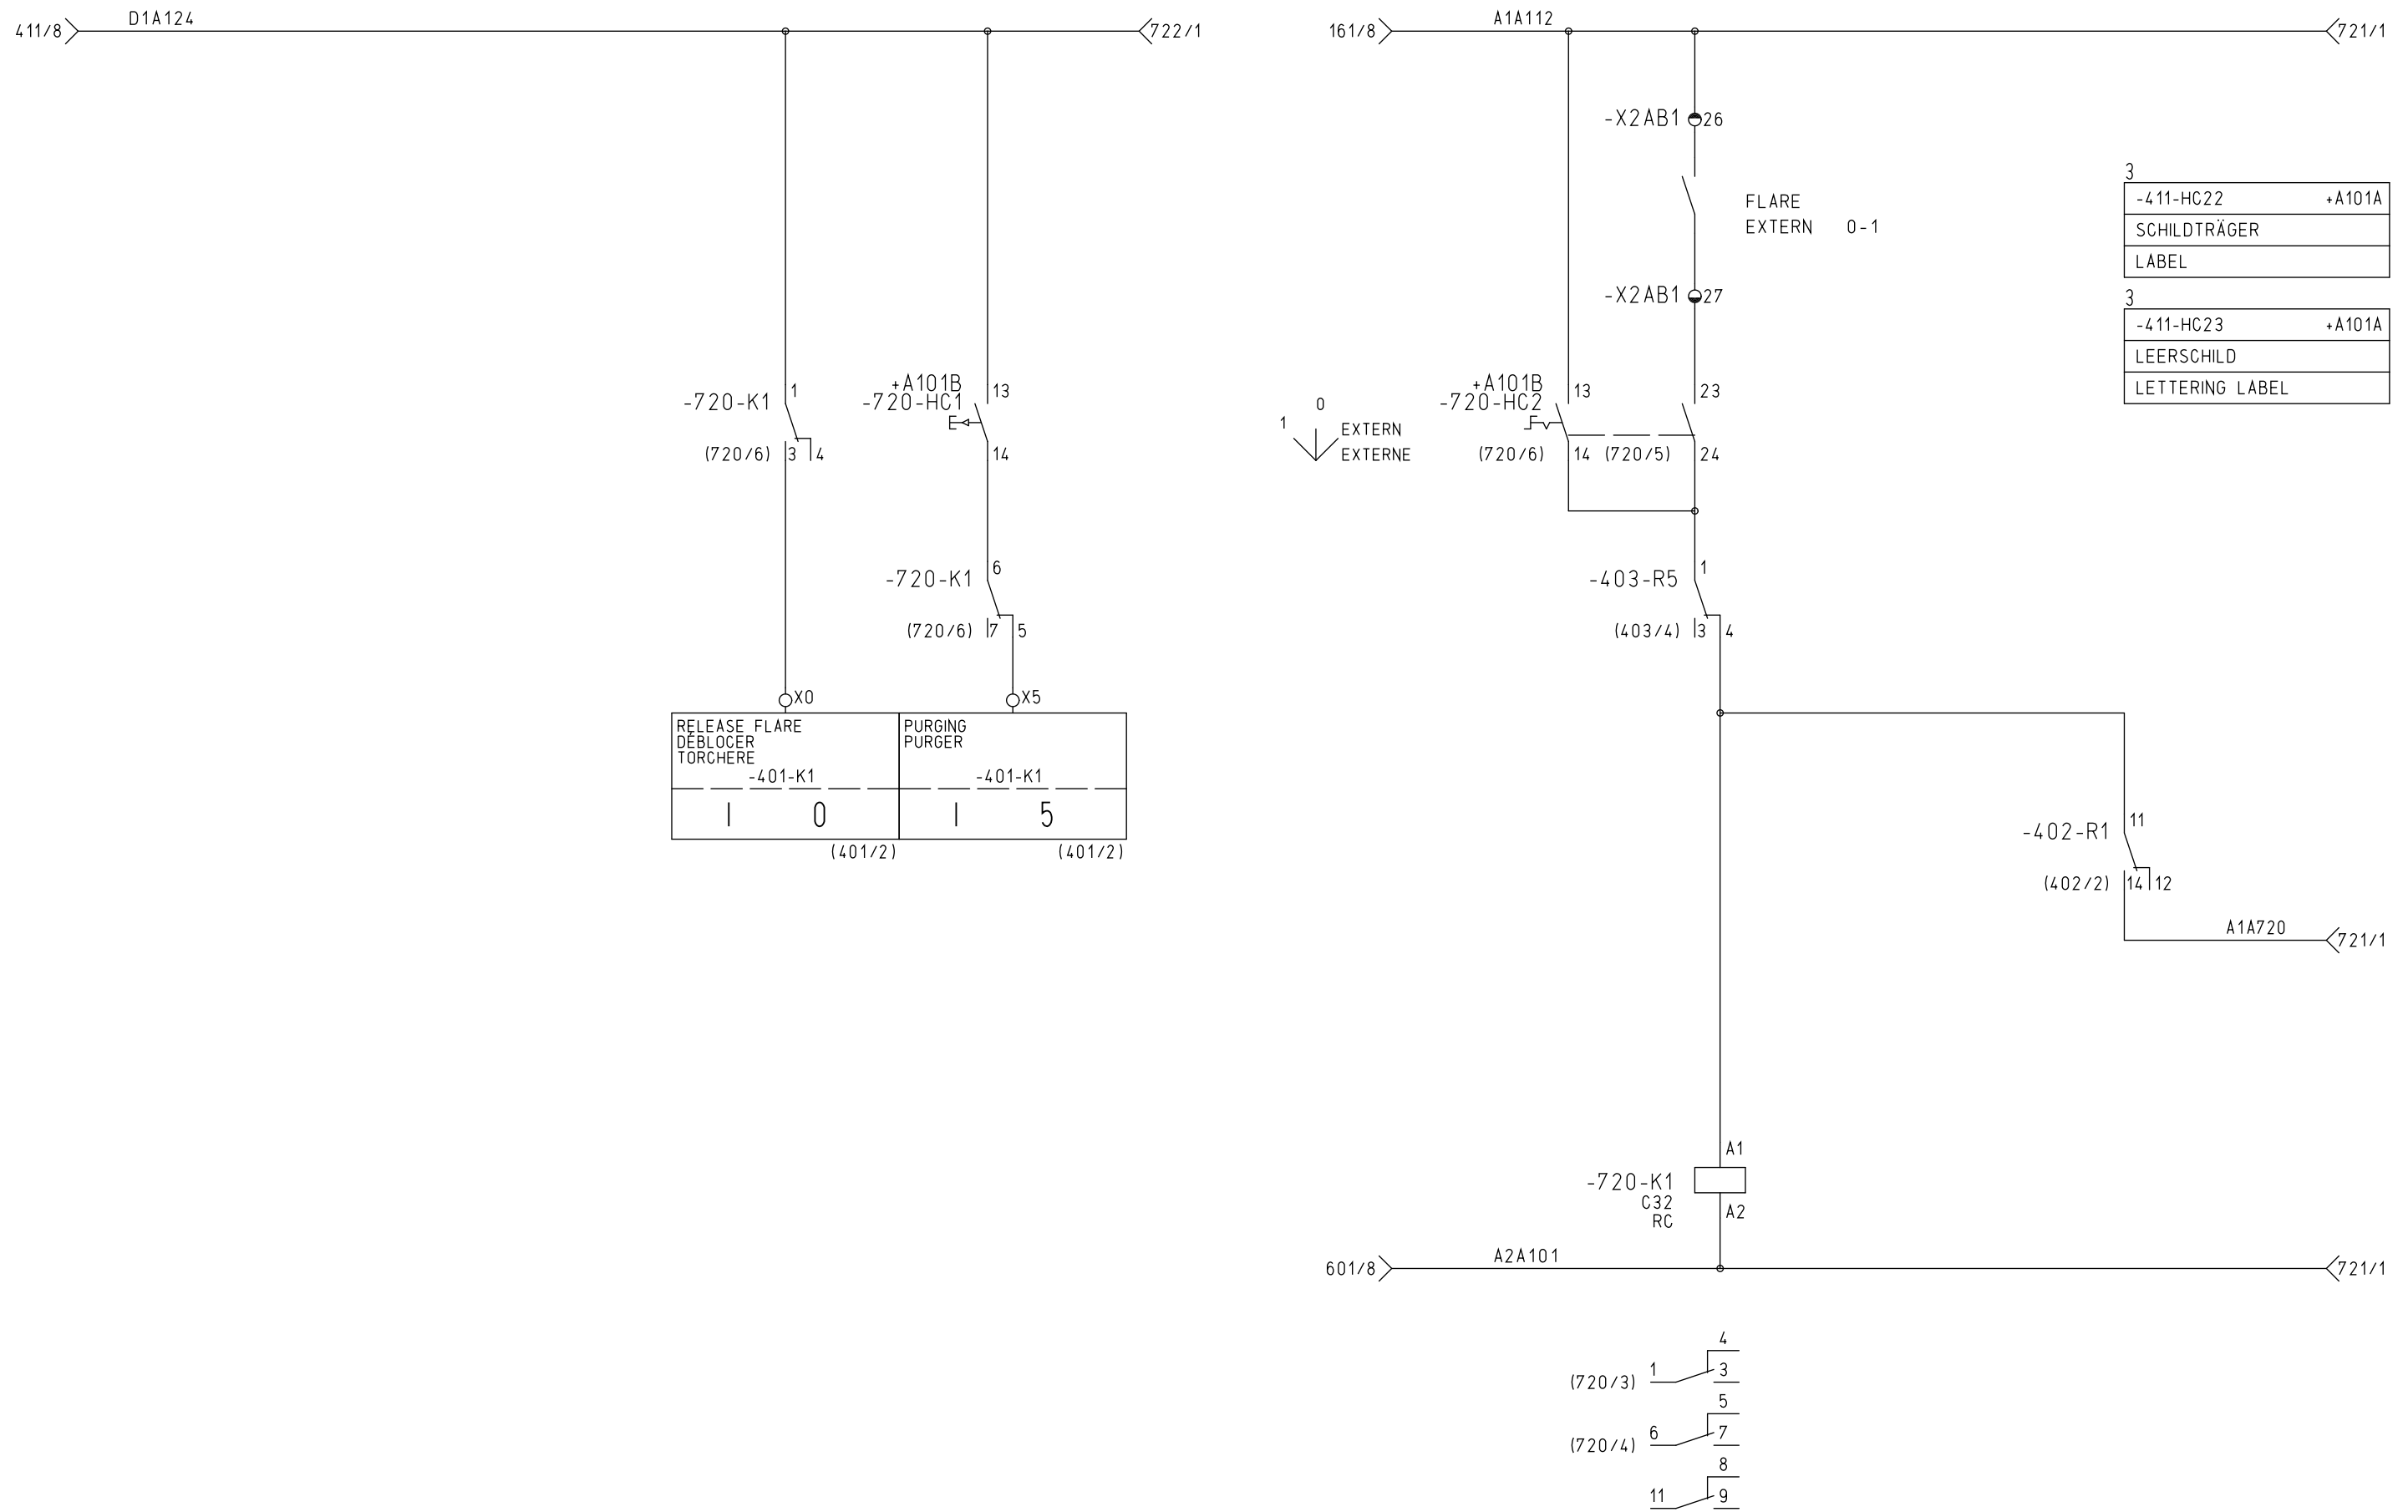 411/8
D1A124
722/1
161/8
A1A112
721/1
-X2AB1
26
FLARE
EXTERN 0-1
-X2AB1
27
3
-411-HC22 +A101A
SCHILDTRÄGER
LABEL
3
-411-HC23 +A101A
LEERSCHILD
LETTERING LABEL
1
-720-K1
(720/6)
3
4
+A101B
-720-HC1
13
14
0
1
EXTERN
EXTERNE
+A101B
-720-HC2
13
(720/6)
14
(720/5)
23
24
6
-720-K1
(720/6)
7
5
1
-403-R5
(403/4)
3
4
X0
X5
RELEASE FLARE
DÉBLOCER
TORCHERE
-401-K1
I 0
(401/2)
PURGING
PURGER
-401-K1
I 5
(401/2)
11
-402-R1
(402/2)
14
12
A1A720
721/1
A1
-720-K1
C32
RC
A2
601/8
A2A101
721/1
4
(720/3)
1
3
5
(720/4)
6
7
8
11
9